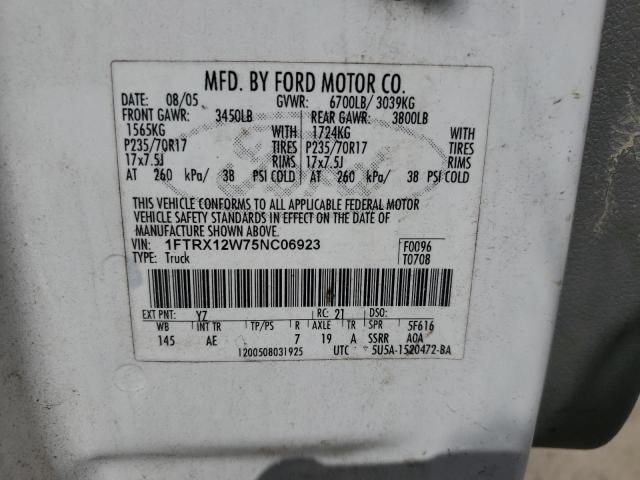 MFD. BY FORD MOTOR CO.
DATE: 08/05 GVWR: 6700LB/ 3039KG
FRONT GAWR: 3450LB REAR GAWR: 3800LB
1565KG WITH 1724KG WITH
P235/70R17 TIRES P235/70R17 TIRES
17x7.5J RIMS 17x7.5J RIMS
AT 260 kPa/ 38 PSI COLD AT 260 kPa/ 38 PSI COLD
THIS VEHICLE CONFORMS TO ALL APPLICABLE FEDERAL MOTOR
VEHICLE SAFETY STANDARDS IN EFFECT ON THE DATE OF
MANUFACTURE SHOWN ABOVE.
VIN: 1FTRX12W75NC06923 F0096
TYPE: Truck T0708
EXT PNT: YZ RC: 21 DSO:
WB INT TR TP/PS R AXLE TR SPR 5F616
145 AE 7 19 A SSRR A0A
1200508031925 UTC 5U5A-1520472-BA